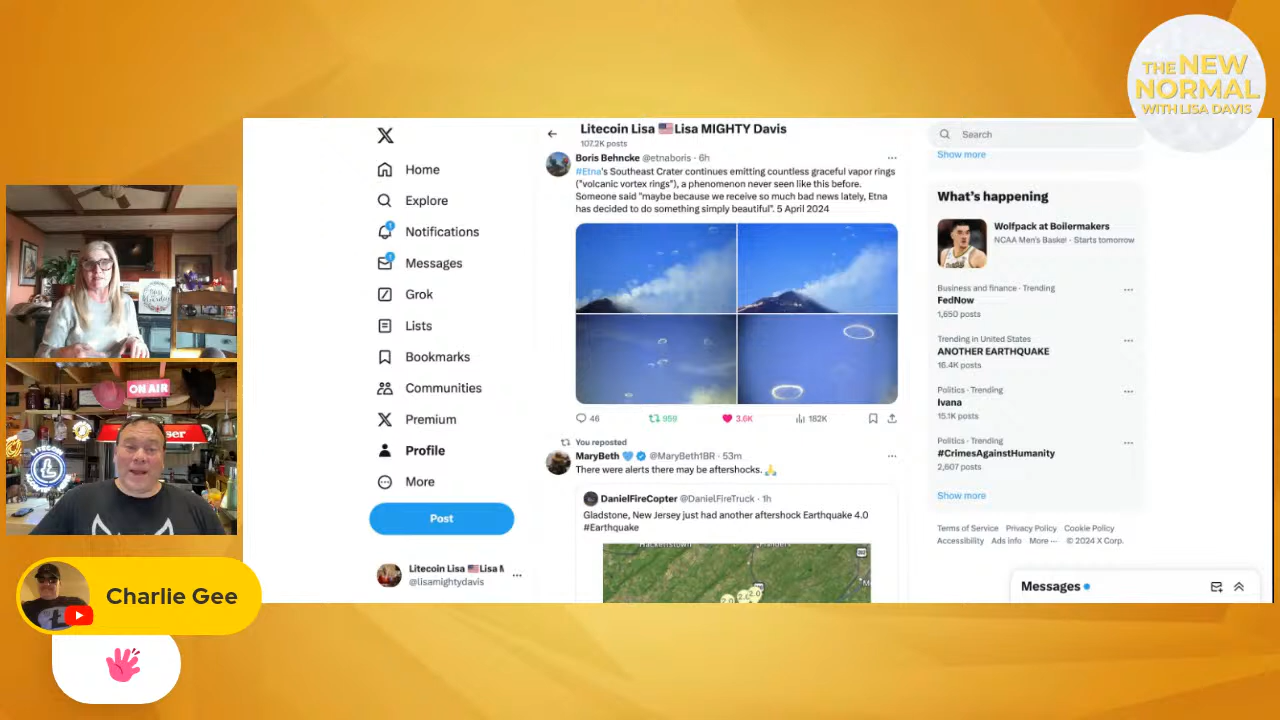 THE NEW
NORMAL
WITH LISA DAVIS
Litecoin Lisa 🇺🇸Lisa MIGHTY Davis
107.2K posts
Home
Explore
Notifications
Messages
Grok
Lists
Bookmarks
Communities
Premium
Profile
More
Post
Litecoin Lisa 🇺🇸Lisa M
@lisamightydavis
Boris Behncke @etnaboris · 6h
#Etna's Southeast Crater continues emitting countless graceful vapor rings
("volcanic vortex rings"), a phenomenon never seen like this before.
Someone said "maybe because we receive so much bad news lately, Etna
has decided to do something simply beautiful". 5 April 2024
46
959
3.6K
182K
You reposted
MaryBeth 💙 @MaryBeth1BR · 53m
There were alerts there may be aftershocks. 🙏
DanielFireCopter @DanielFireTruck · 1h
Gladstone, New Jersey just had another aftershock Earthquake 4.0
#Earthquake
Hackettstown
2.0
Search
Show more
What's happening
Wolfpack at Boilermakers
NCAA Men's Basket · Starts tomorrow
Business and finance · Trending
FedNow
1,650 posts
Trending in United States
ANOTHER EARTHQUAKE
16.4K posts
Politics · Trending
Ivana
15.1K posts
Politics · Trending
#CrimesAgainstHumanity
2,607 posts
Show more
Terms of Service Privacy Policy Cookie Policy
Accessibility Ads info More ··· © 2024 X Corp.
Messages
ON AIR
LITECOIN
Charlie Gee